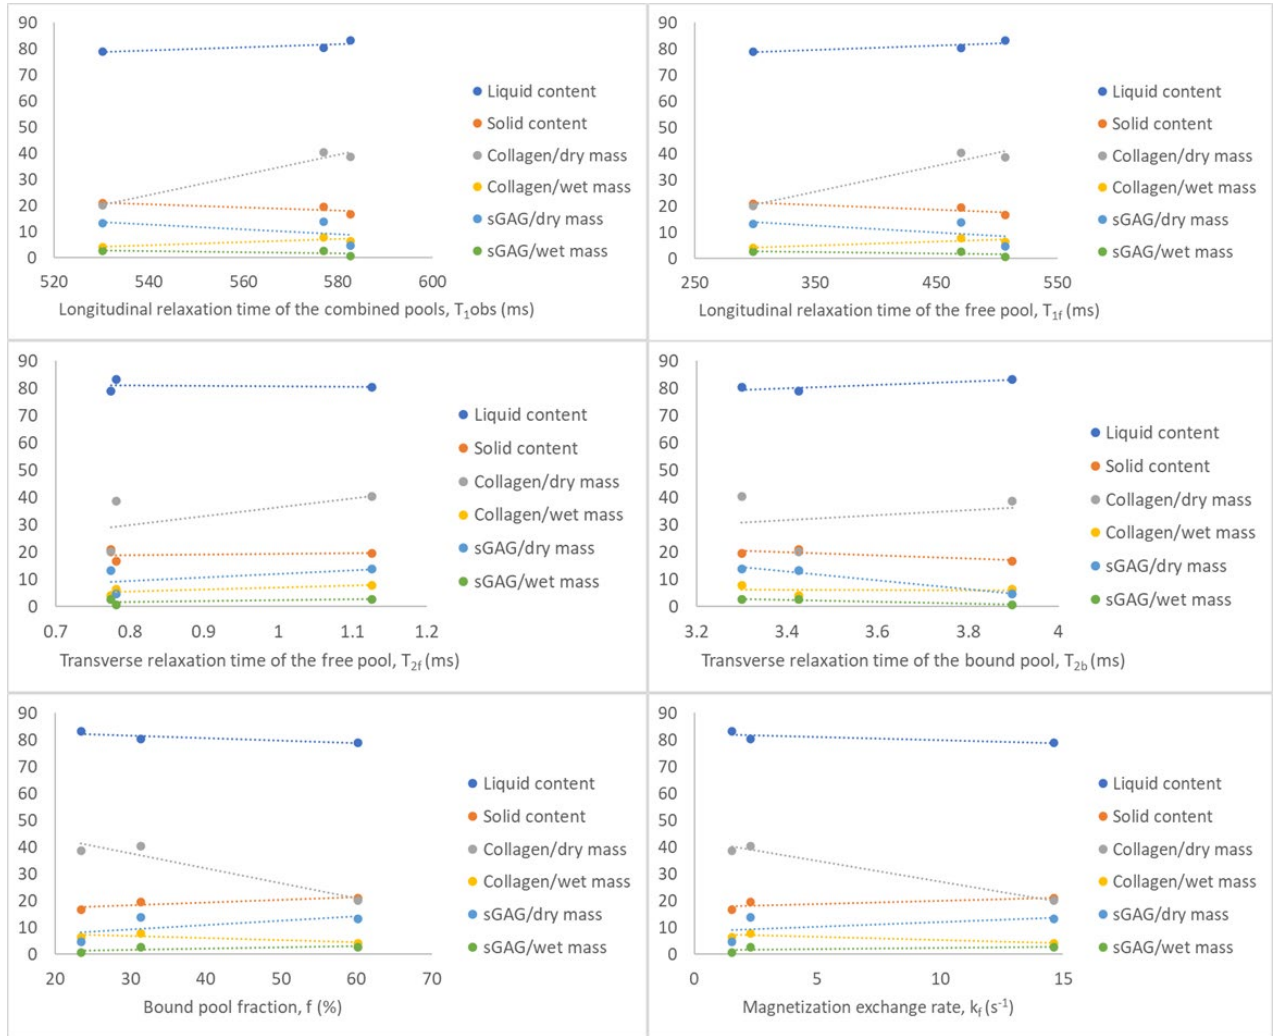 90
80
70
60
50
40
30
20
10
0
520 540 560 580 600
Longitudinal relaxation time of the combined pools, T₁obs (ms)
Liquid content
Solid content
Collagen/dry mass
Collagen/wet mass
sGAG/dry mass
sGAG/wet mass
90
80
70
60
50
40
30
20
10
0
250 350 450 550
Longitudinal relaxation time of the free pool, T₁f (ms)
Liquid content
Solid content
Collagen/dry mass
Collagen/wet mass
sGAG/dry mass
sGAG/wet mass
90
80
70
60
50
40
30
20
10
0
0.7 0.8 0.9 1 1.1 1.2
Transverse relaxation time of the free pool, T₂f (ms)
Liquid content
Solid content
Collagen/dry mass
Collagen/wet mass
sGAG/dry mass
sGAG/wet mass
90
80
70
60
50
40
30
20
10
0
3.2 3.4 3.6 3.8 4
Transverse relaxation time of the bound pool, T₂b (ms)
Liquid content
Solid content
Collagen/dry mass
Collagen/wet mass
sGAG/dry mass
sGAG/wet mass
90
80
70
60
50
40
30
20
10
0
20 30 40 50 60 70
Bound pool fraction, f (%)
Liquid content
Solid content
Collagen/dry mass
Collagen/wet mass
sGAG/dry mass
sGAG/wet mass
90
80
70
60
50
40
30
20
10
0
0 5 10 15
Magnetization exchange rate, kf (s⁻¹)
Liquid content
Solid content
Collagen/dry mass
Collagen/wet mass
sGAG/dry mass
sGAG/wet mass